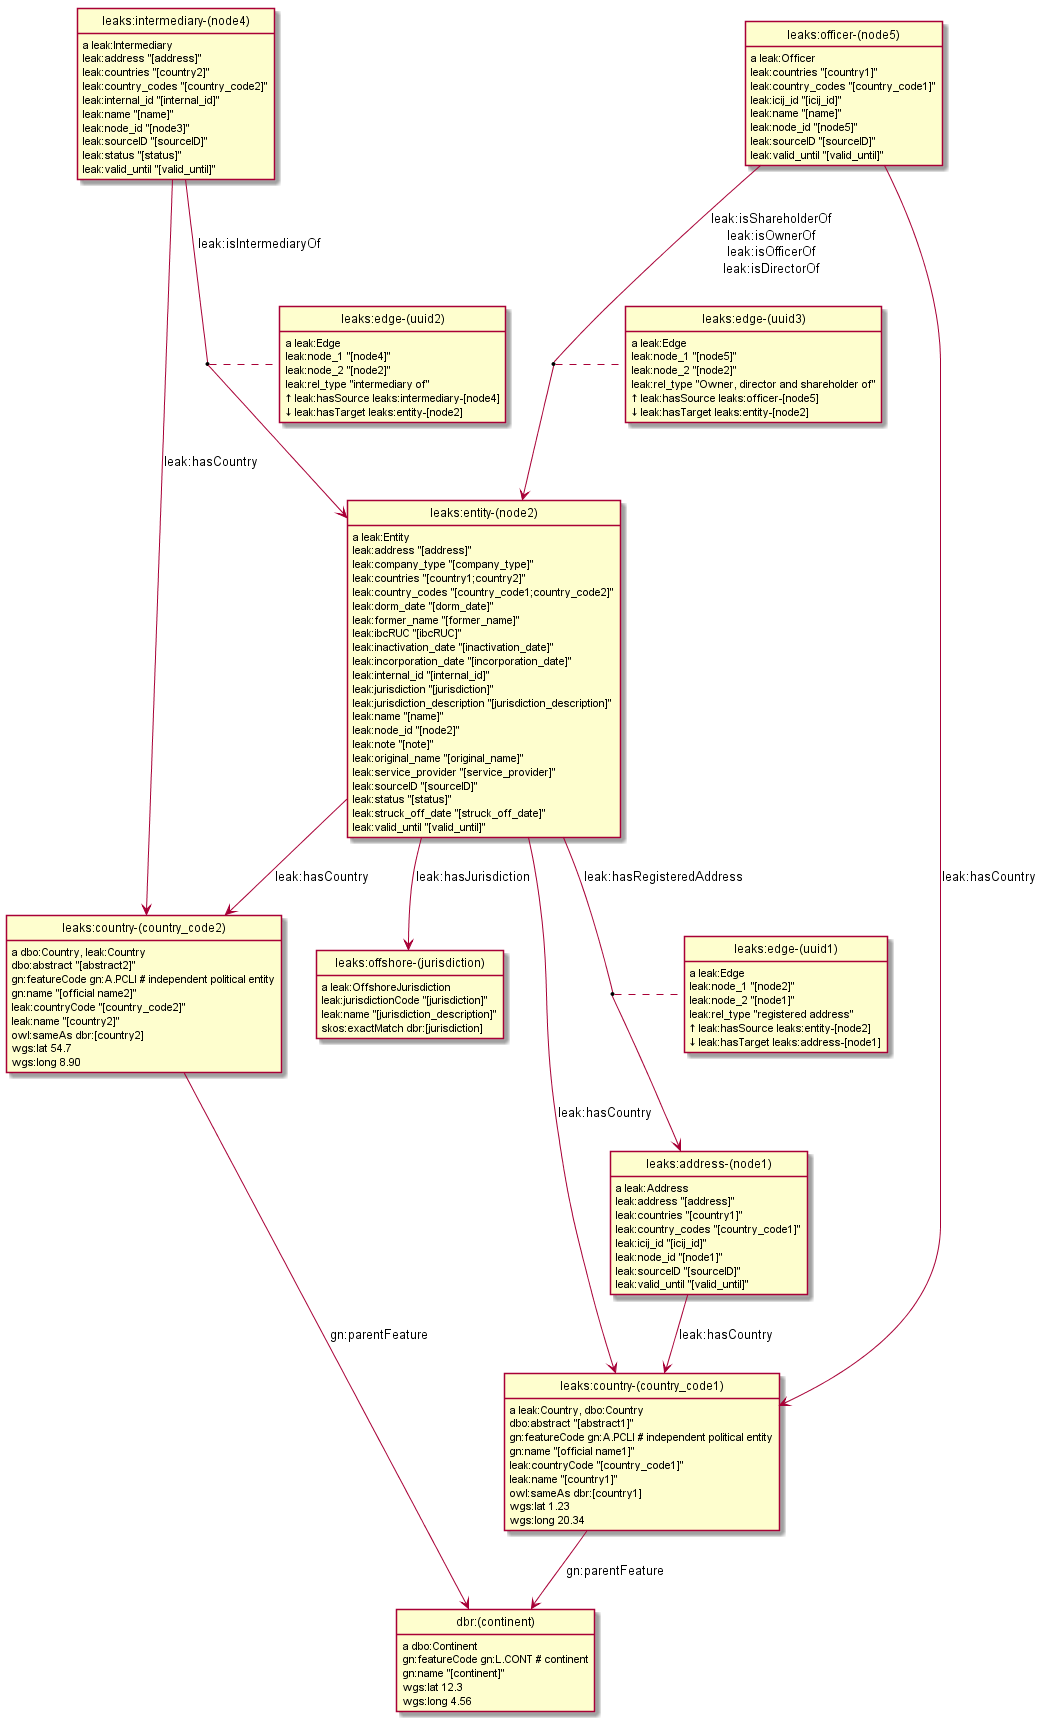 leaks:intermediary-(node4)
a leak:Intermediary
leak:address "[address]"
leak:countries "[country2]"
leak:country_codes "[country_code2]"
leak:internal_id "[internal_id]"
leak:name "[name]"
leak:node_id "[node3]"
leak:sourceID "[sourceID]"
leak:status "[status]"
leak:valid_until "[valid_until]"
leaks:officer-(node5)
a leak:Officer
leak:countries "[country1]"
leak:country_codes "[country_code1]"
leak:icij_id "[icij_id]"
leak:name "[name]"
leak:node_id "[node5]"
leak:sourceID "[sourceID]"
leak:valid_until "[valid_until]"
leak:isIntermediaryOf
leak:isShareholderOf
leak:isOwnerOf
leak:isOfficerOf
leak:isDirectorOf
leaks:edge-(uuid2)
a leak:Edge
leak:node_1 "[node4]"
leak:node_2 "[node2]"
leak:rel_type "intermediary of"
↑ leak:hasSource leaks:intermediary-[node4]
↓ leak:hasTarget leaks:entity-[node2]
leaks:edge-(uuid3)
a leak:Edge
leak:node_1 "[node5]"
leak:node_2 "[node2]"
leak:rel_type "Owner, director and shareholder of"
↑ leak:hasSource leaks:officer-[node5]
↓ leak:hasTarget leaks:entity-[node2]
leak:hasCountry
leaks:entity-(node2)
a leak:Entity
leak:address "[address]"
leak:company_type "[company_type]"
leak:countries "[country1;country2]"
leak:country_codes "[country_code1;country_code2]"
leak:dorm_date "[dorm_date]"
leak:former_name "[former_name]"
leak:ibcRUC "[ibcRUC]"
leak:inactivation_date "[inactivation_date]"
leak:incorporation_date "[incorporation_date]"
leak:internal_id "[internal_id]"
leak:jurisdiction "[jurisdiction]"
leak:jurisdiction_description "[jurisdiction_description]"
leak:name "[name]"
leak:node_id "[node2]"
leak:note "[note]"
leak:original_name "[original_name]"
leak:service_provider "[service_provider]"
leak:sourceID "[sourceID]"
leak:status "[status]"
leak:struck_off_date "[struck_off_date]"
leak:valid_until "[valid_until]"
leak:hasCountry
leak:hasJurisdiction
leak:hasRegisteredAddress
leak:hasCountry
leaks:country-(country_code2)
a dbo:Country, leak:Country
dbo:abstract "[abstract2]"
gn:featureCode gn:A.PCLI # independent political entity
gn:name "[official name2]"
leak:countryCode "[country_code2]"
leak:name "[country2]"
owl:sameAs dbr:[country2]
wgs:lat 54.7
wgs:long 8.90
leaks:offshore-(jurisdiction)
a leak:OffshoreJurisdiction
leak:jurisdictionCode "[jurisdiction]"
leak:name "[jurisdiction_description]"
skos:exactMatch dbr:[jurisdiction]
leaks:edge-(uuid1)
a leak:Edge
leak:node_1 "[node2]"
leak:node_2 "[node1]"
leak:rel_type "registered address"
↑ leak:hasSource leaks:entity-[node2]
↓ leak:hasTarget leaks:address-[node1]
leak:hasCountry
leaks:address-(node1)
a leak:Address
leak:address "[address]"
leak:countries "[country1]"
leak:country_codes "[country_code1]"
leak:icij_id "[icij_id]"
leak:node_id "[node1]"
leak:sourceID "[sourceID]"
leak:valid_until "[valid_until]"
gn:parentFeature
leak:hasCountry
leaks:country-(country_code1)
a leak:Country, dbo:Country
dbo:abstract "[abstract1]"
gn:featureCode gn:A.PCLI # independent political entity
gn:name "[official name1]"
leak:countryCode "[country_code1]"
leak:name "[country1]"
owl:sameAs dbr:[country1]
wgs:lat 1.23
wgs:long 20.34
gn:parentFeature
dbr:(continent)
a dbo:Continent
gn:featureCode gn:L.CONT # continent
gn:name "[continent]"
wgs:lat 12.3
wgs:long 4.56